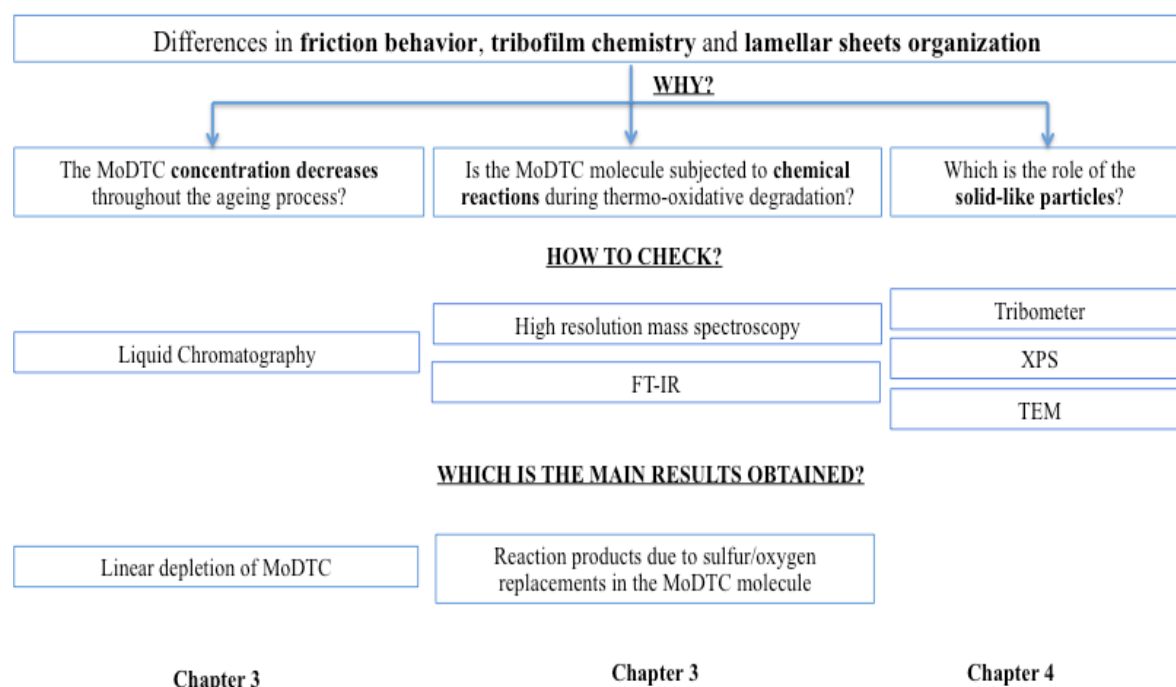 Differences in friction behavior, tribofilm chemistry and lamellar sheets organization
WHY?
The MoDTC concentration decreases
throughout the ageing process?
Is the MoDTC molecule subjected to chemical
reactions during thermo-oxidative degradation?
Which is the role of the
solid-like particles?
HOW TO CHECK?
Liquid Chromatography
High resolution mass spectroscopy
FT-IR
Tribometer
XPS
TEM
WHICH IS THE MAIN RESULTS OBTAINED?
Linear depletion of MoDTC
Reaction products due to sulfur/oxygen
replacements in the MoDTC molecule
Chapter 3
Chapter 3
Chapter 4